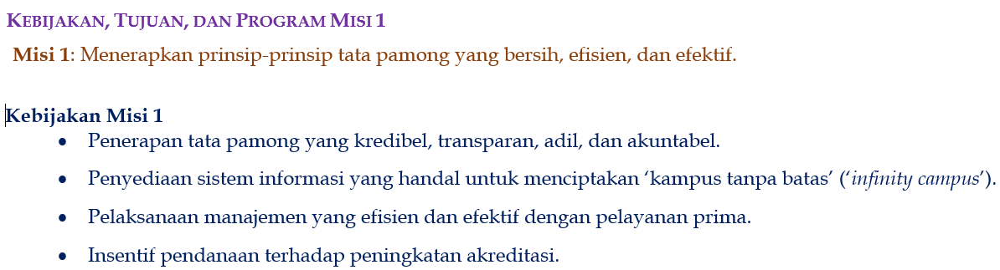 KEBIJAKAN, TUJUAN, DAN PROGRAM MISI 1
Misi 1: Menerapkan prinsip-prinsip tata pamong yang bersih, efisien, dan efektif.
Kebijakan Misi 1
• Penerapan tata pamong yang kredibel, transparan, adil, dan akuntabel.
• Penyediaan sistem informasi yang handal untuk menciptakan ‘kampus tanpa batas’ (‘infinity campus’).
• Pelaksanaan manajemen yang efisien dan efektif dengan pelayanan prima.
• Insentif pendanaan terhadap peningkatan akreditasi.